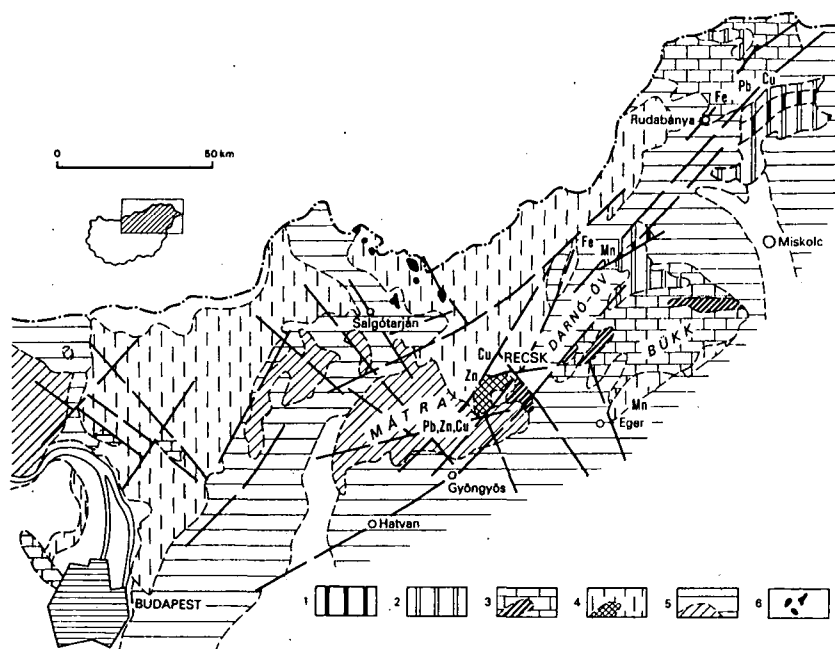 0 50 km
Fe Pb Cu
Rudabánya
Miskolc
Fe Mn
Salgótarján
DARNÓ-ÖV
BÜKK
Cu RECSK
Zn
MÁTRA
Pb,Zn,Cu
Mn
Eger
Gyöngyös
Hatvan
BUDAPEST
1 2 3 4 5 6